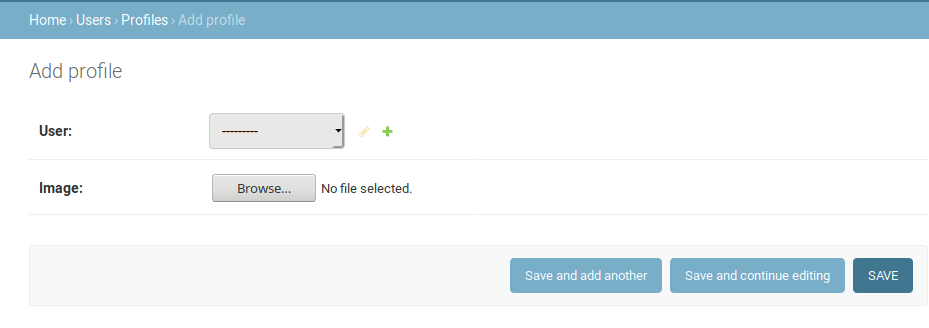 Home › Users › Profiles › Add profile
Add profile
User: ---------
Image: Browse... No file selected.
Save and add another Save and continue editing SAVE